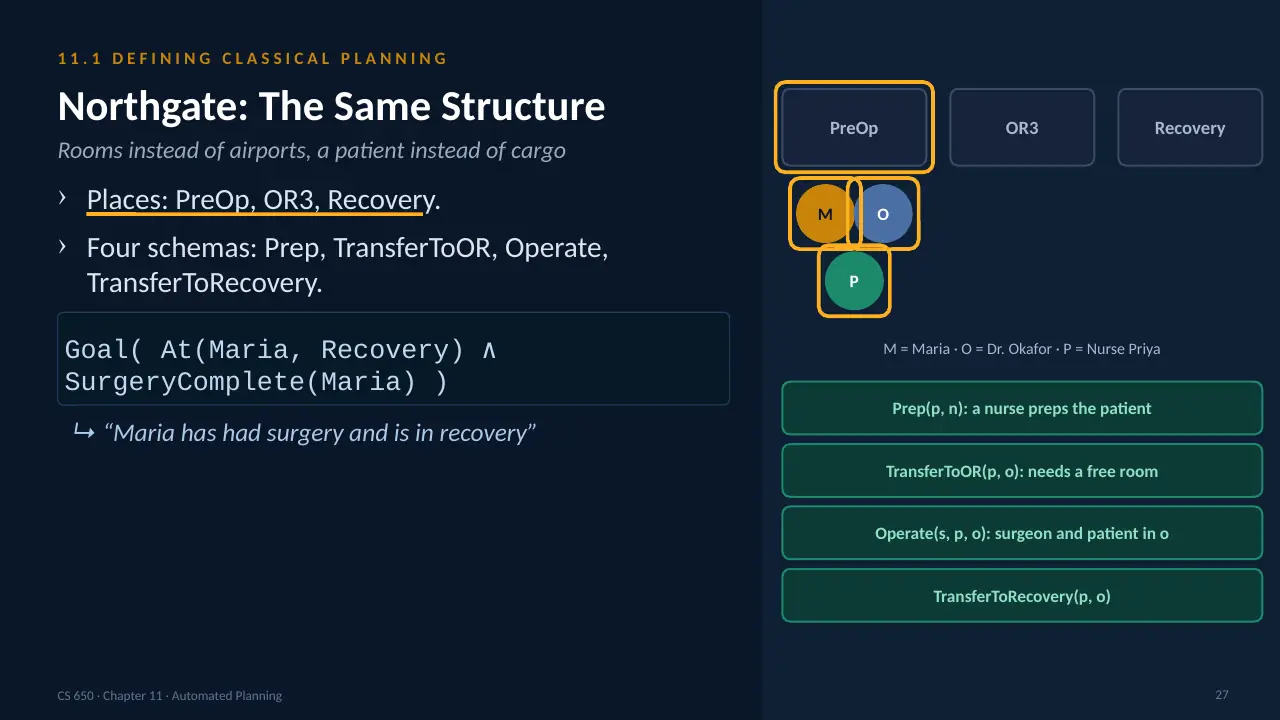 11.1 DEFINING CLASSICAL PLANNING
Northgate: The Same Structure
Rooms instead of airports, a patient instead of cargo
› Places: PreOp, OR3, Recovery.
› Four schemas: Prep, TransferToOR, Operate,
TransferToRecovery.
Goal( At(Maria, Recovery) ∧
SurgeryComplete(Maria) )
↪ “Maria has had surgery and is in recovery”
PreOp
OR3
Recovery
M
O
P
M = Maria · O = Dr. Okafor · P = Nurse Priya
Prep(p, n): a nurse preps the patient
TransferToOR(p, o): needs a free room
Operate(s, p, o): surgeon and patient in o
TransferToRecovery(p, o)
CS 650 · Chapter 11 · Automated Planning
27